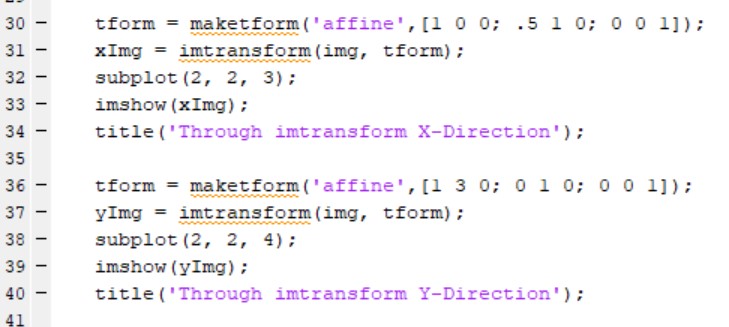 30 - tform = maketform('affine',[1 0 0; .5 1 0; 0 0 1]);
31 - xImg = imtransform(img, tform);
32 - subplot(2, 2, 3);
33 - imshow(xImg);
34 - title('Through imtransform X-Direction');
35
36 - tform = maketform('affine',[1 3 0; 0 1 0; 0 0 1]);
37 - yImg = imtransform(img, tform);
38 - subplot(2, 2, 4);
39 - imshow(yImg);
40 - title('Through imtransform Y-Direction');
41